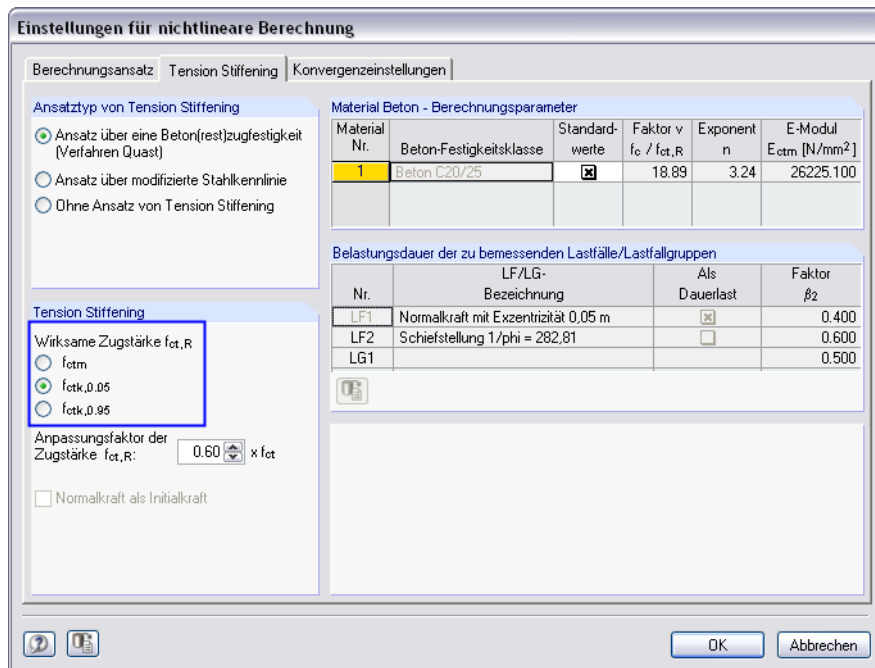 Einstellungen für nichtlineare Berechnung
Berechnungsansatz
Tension Stiffening
Konvergenzeinstellungen
Ansatztyp von Tension Stiffening
Ansatz über eine Beton(rest)zugfestigkeit
(Verfahren Quast)
Ansatz über modifizierte Stahlkennlinie
Ohne Ansatz von Tension Stiffening
Tension Stiffening
Wirksame Zugstärke fct,R
fctm
fctk,0.05
fctk,0.95
Anpassungsfaktor der
Zugstärke fct,R: 0.60 x fct
Normalkraft als Initialkraft
Material Beton - Berechnungsparameter
Material Standard- Faktor v Exponent E-Modul
Nr. Beton-Festigkeitsklasse werte fc / fct,R n Ectm [N/mm²]
1 Beton C20/25 18.89 3.24 26225.100
Belastungsdauer der zu bemessenden Lastfälle/Lastfallgruppen
LF/LG- Als Faktor
Nr. Bezeichnung Dauerlast β2
LF1 Normalkraft mit Exzentrizität 0,05 m 0.400
LF2 Schiefstellung 1/phi = 282,81 0.600
LG1 0.500
OK
Abbrechen